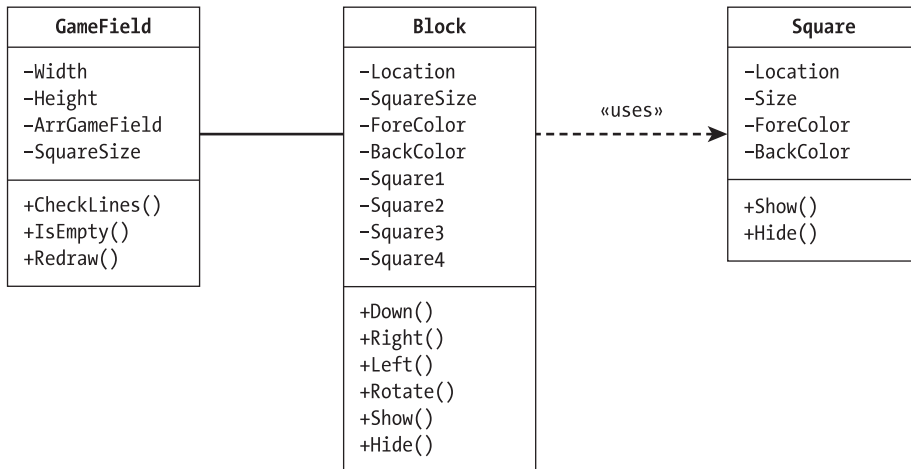 GameField
–Width
–Height
–ArrGameField
–SquareSize
+CheckLines()
+IsEmpty()
+Redraw()
Block
–Location
–SquareSize
–ForeColor
–BackColor
–Square1
–Square2
–Square3
–Square4
+Down()
+Right()
+Left()
+Rotate()
+Show()
+Hide()
«uses»
Square
–Location
–Size
–ForeColor
–BackColor
+Show()
+Hide()